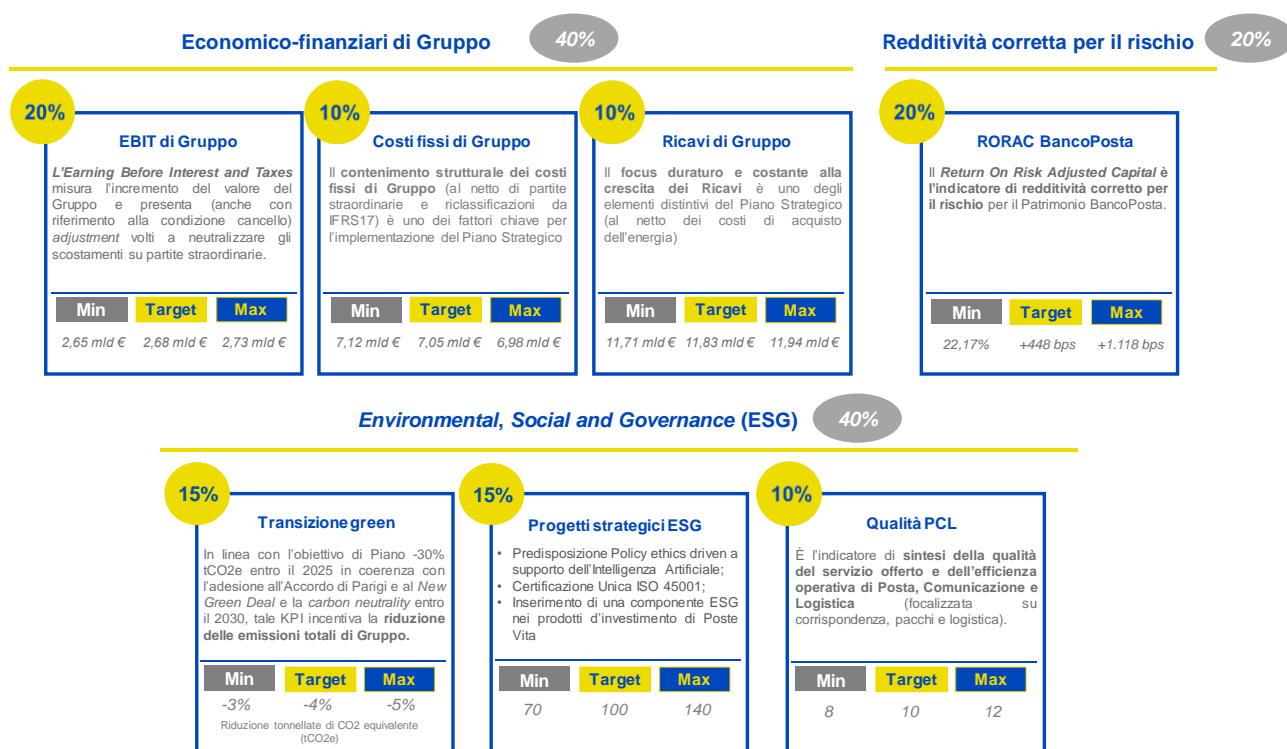 Economico-finanziari di Gruppo 40%
Redditività corretta per il rischio 20%
20%
EBIT di Gruppo
L'Earning Before Interest and Taxes
misura l'incremento del valore del
Gruppo e presenta (anche con
riferimento alla condizione cancello)
adjustment volti a neutralizzare gli
scostamenti su partite straordinarie.
Min Target Max
2,65 mld € 2,68 mld € 2,73 mld €
10%
Costi fissi di Gruppo
Il contenimento strutturale dei costi
fissi di Gruppo (al netto di partite
straordinarie e riclassificazioni da
IFRS17) è uno dei fattori chiave per
l'implementazione del Piano Strategico
Min Target Max
7,12 mld € 7,05 mld € 6,98 mld €
10%
Ricavi di Gruppo
Il focus duraturo e costante alla
crescita dei Ricavi è uno degli
elementi distintivi del Piano Strategico
(al netto dei costi di acquisto
dell'energia)
Min Target Max
11,71 mld € 11,83 mld € 11,94 mld €
20%
RORAC BancoPosta
Il Return On Risk Adjusted Capital è
l'indicatore di redditività corretto per
il rischio per il Patrimonio BancoPosta.
Min Target Max
22,17% +448 bps +1.118 bps
Environmental, Social and Governance (ESG) 40%
15%
Transizione green
In linea con l'obiettivo di Piano -30%
tCO2e entro il 2025 in coerenza con
l'adesione all'Accordo di Parigi e al New
Green Deal e la carbon neutrality entro
il 2030, tale KPI incentiva la riduzione
delle emissioni totali di Gruppo.
Min Target Max
-3% -4% -5%
Riduzione tonnellate di CO2 equivalente
(tCO2e)
15%
Progetti strategici ESG
• Predisposizione Policy ethics driven a
supporto dell'Intelligenza Artificiale;
• Certificazione Unica ISO 45001;
• Inserimento di una componente ESG
nei prodotti d'investimento di Poste
Vita
Min Target Max
70 100 140
10%
Qualità PCL
È l'indicatore di sintesi della qualità
del servizio offerto e dell'efficienza
operativa di Posta, Comunicazione e
Logistica (focalizzata su
corrispondenza, pacchi e logistica).
Min Target Max
8 10 12